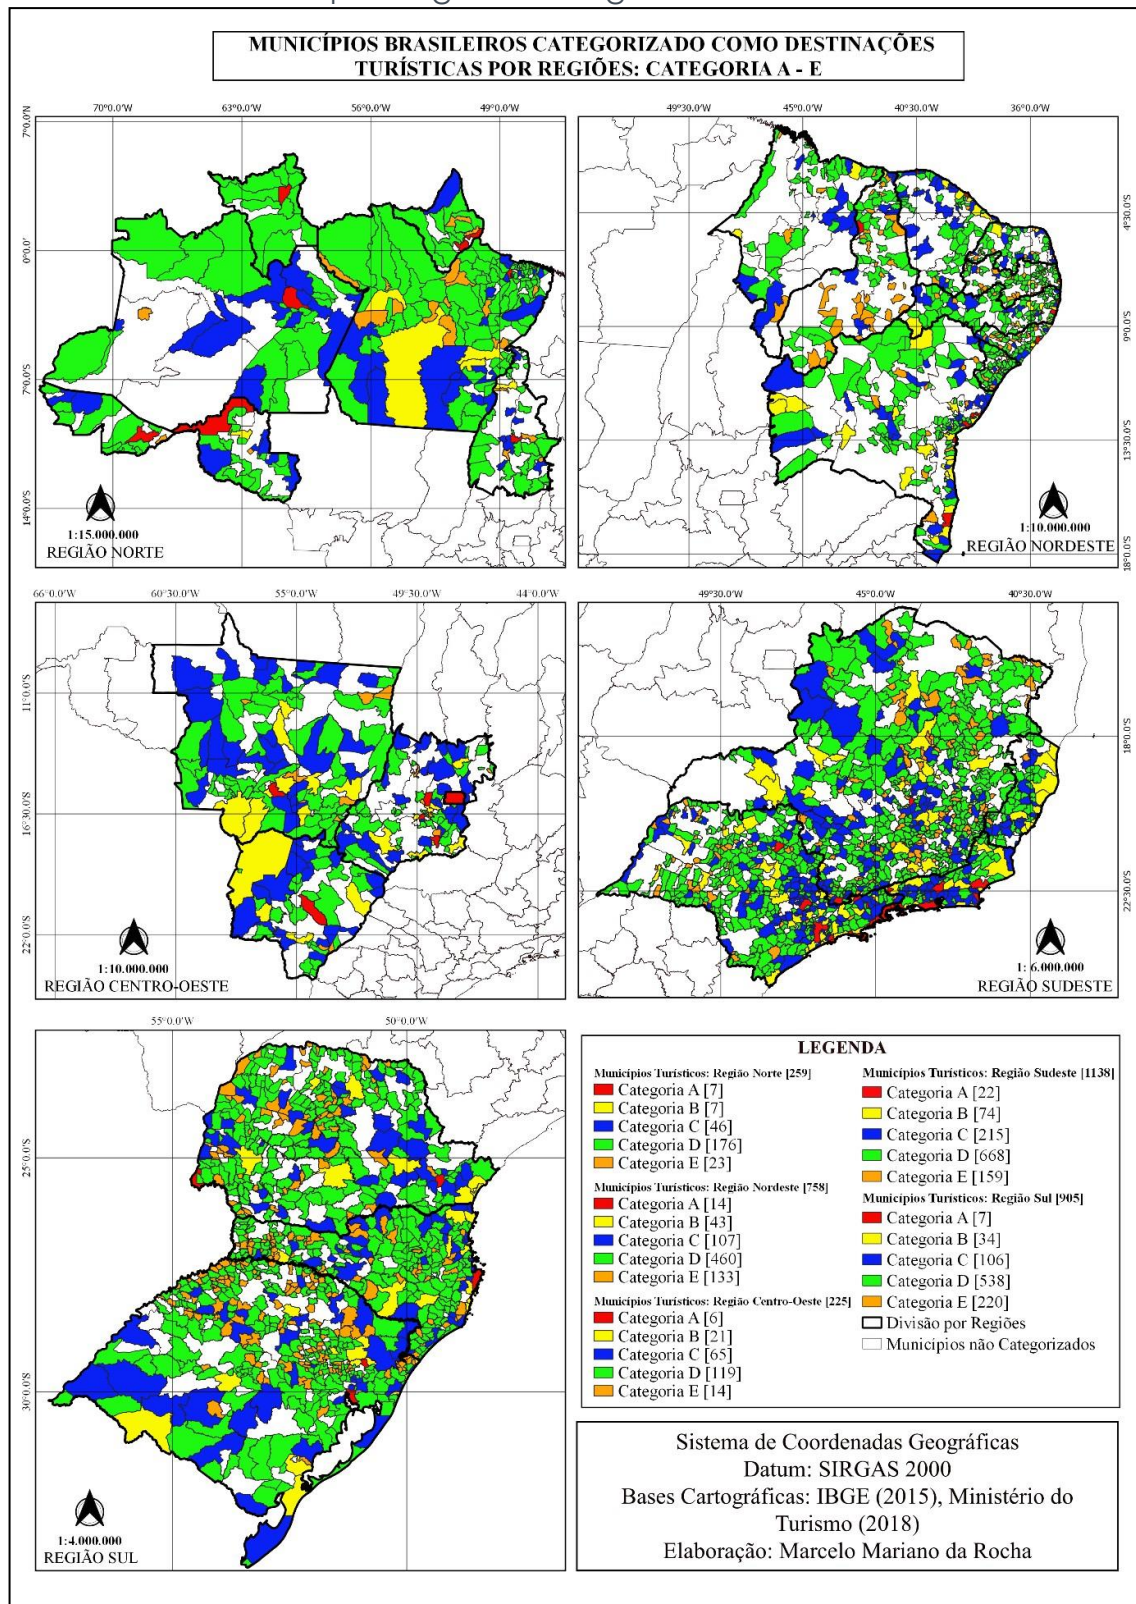 MUNICÍPIOS BRASILEIROS CATEGORIZADO COMO DESTINAÇÕES
TURÍSTICAS POR REGIÕES: CATEGORIA A - E
70°0.0'W 63°0.0'W 56°0.0'W 49°0.0'W
7°0.0'N
0°0.0'
7°0.0'S
14°0.0'S
1:15.000.000
REGIÃO NORTE
49°30.0'W 45°0.0'W 40°30.0'W 36°0.0'W
4°30.0'S
9°0.0'S
13°30.0'S
18°0.0'S
1:10.000.000
REGIÃO NORDESTE
66°0.0'W 60°30.0'W 55°0.0'W 49°30.0'W 44°0.0'W
11°0.0'S
16°30.0'S
22°0.0'S
1:10.000.000
REGIÃO CENTRO-OESTE
49°30.0'W 45°0.0'W 40°30.0'W
18°0.0'S
22°30.0'S
1: 6.000.000
REGIÃO SUDESTE
55°0.0'W 50°0.0'W
25°0.0'S
30°0.0'S
1:4.000.000
REGIÃO SUL
LEGENDA
Municípios Turísticos: Região Norte [259]
Categoria A [7]
Categoria B [7]
Categoria C [46]
Categoria D [176]
Categoria E [23]
Municípios Turísticos: Região Nordeste [758]
Categoria A [14]
Categoria B [43]
Categoria C [107]
Categoria D [460]
Categoria E [133]
Municípios Turísticos: Região Centro-Oeste [225]
Categoria A [6]
Categoria B [21]
Categoria C [65]
Categoria D [119]
Categoria E [14]
Municípios Turísticos: Região Sudeste [1138]
Categoria A [22]
Categoria B [74]
Categoria C [215]
Categoria D [668]
Categoria E [159]
Municípios Turísticos: Região Sul [905]
Categoria A [7]
Categoria B [34]
Categoria C [106]
Categoria D [538]
Categoria E [220]
Divisão por Regiões
Municípios não Categorizados
Sistema de Coordenadas Geográficas
Datum: SIRGAS 2000
Bases Cartográficas: IBGE (2015), Ministério do
Turismo (2018)
Elaboração: Marcelo Mariano da Rocha